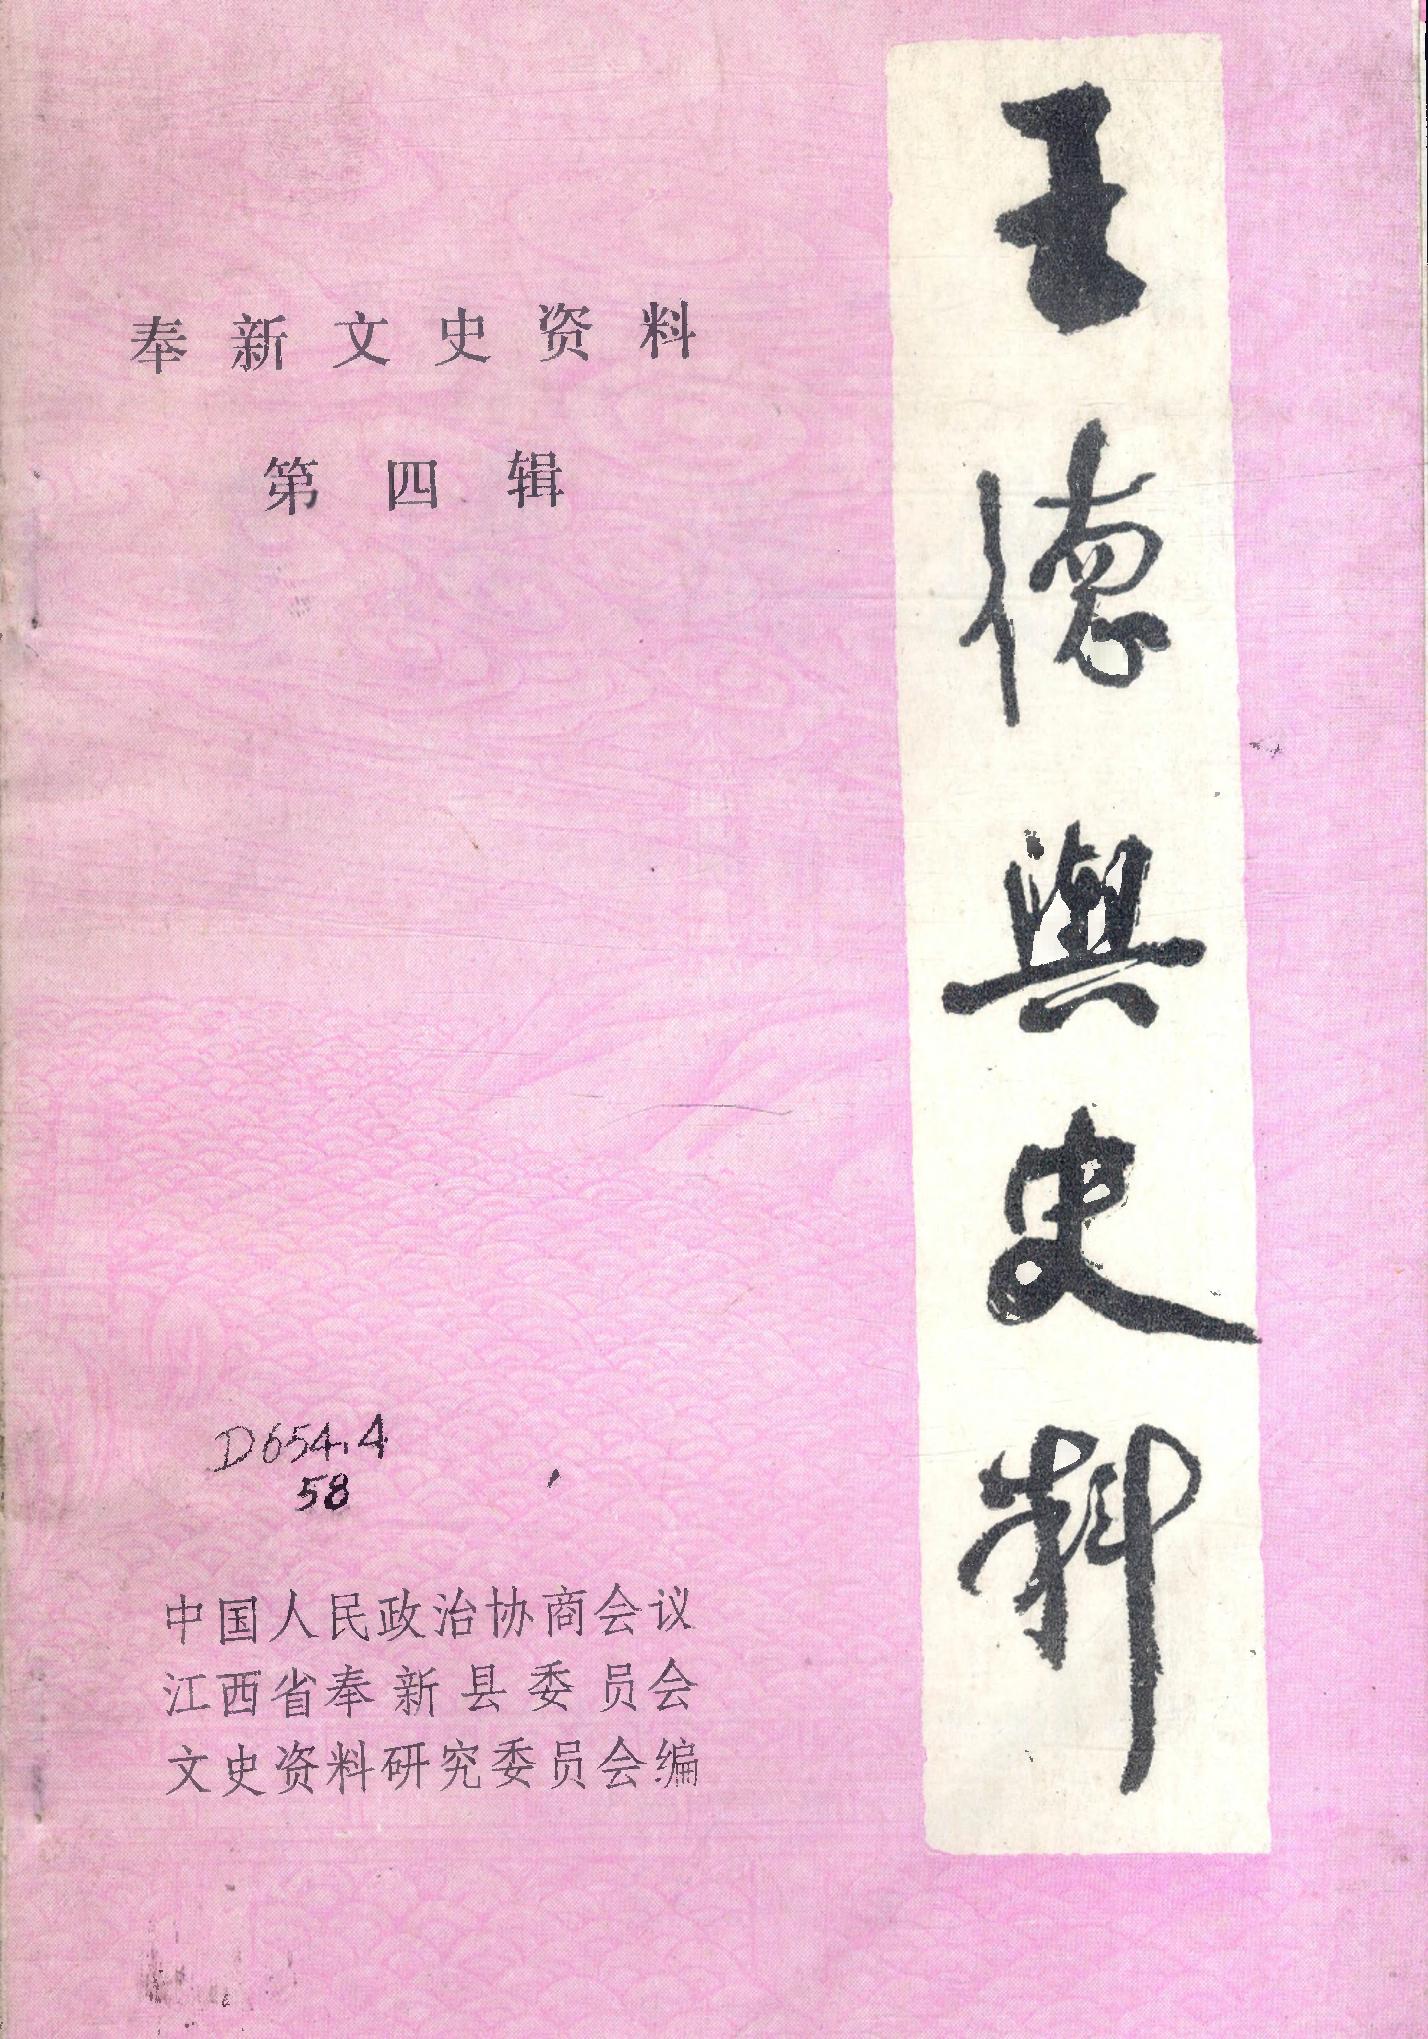 王德輿史料
奉新文史资料
第四辑
D654.4
58
中国人民政治协商会议
江西省奉新县委员会
文史资料研究委员会编